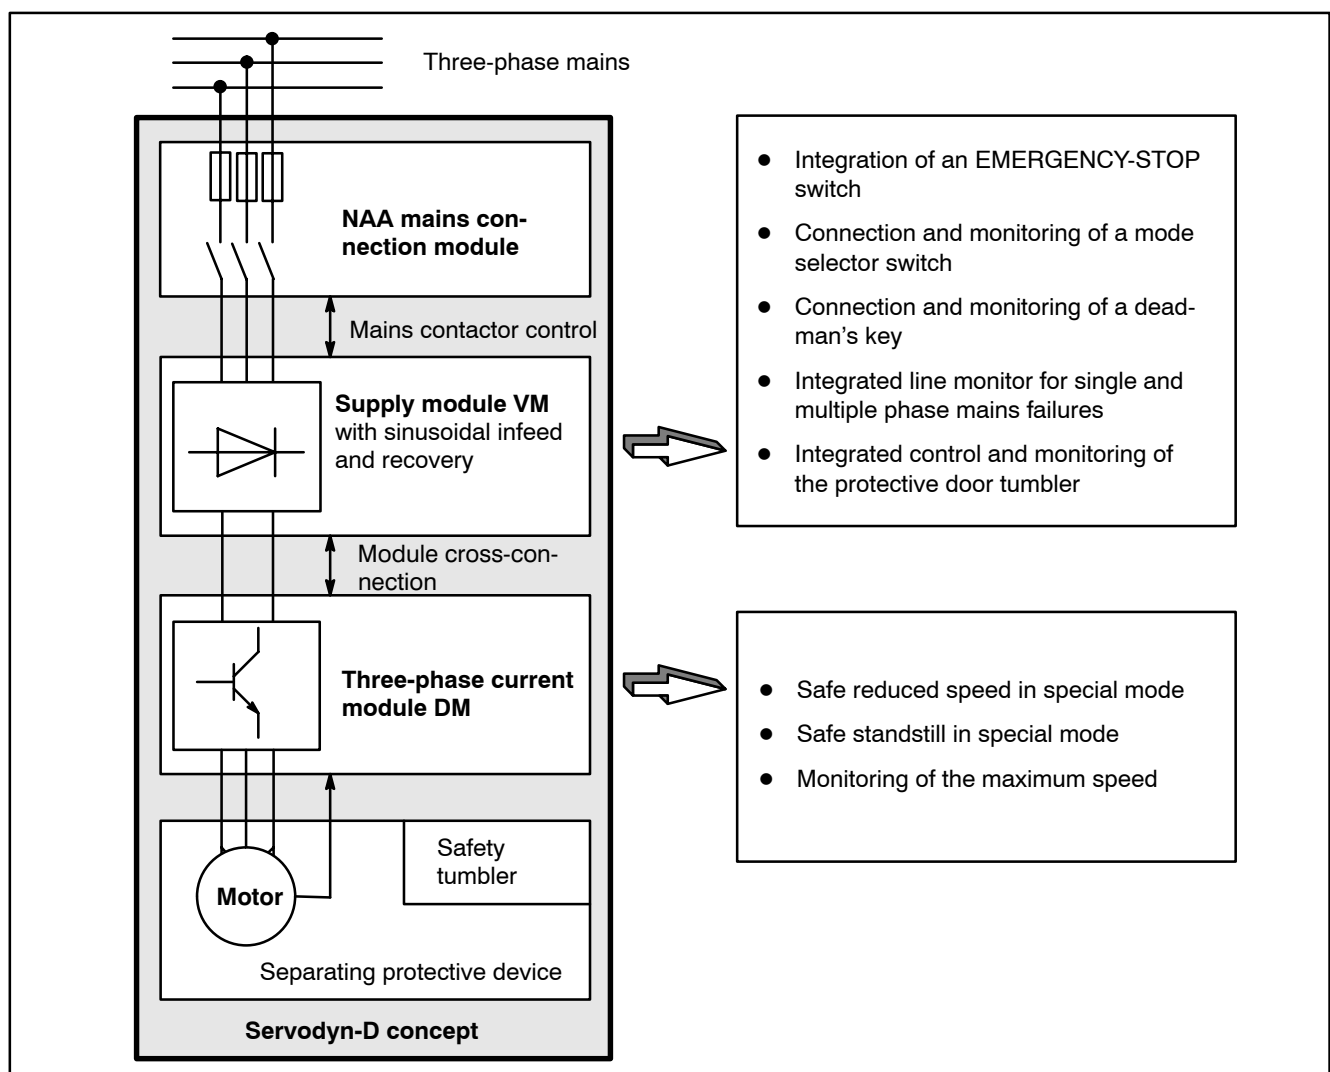 Three-phase mains
NAA mains con-
nection module
Mains contactor control
Supply module VM
with sinusoidal infeed
and recovery
Module cross-con-
nection
Three-phase current
module DM
Safety
tumbler
Motor
Separating protective device
Servodyn-D concept
● Integration of an EMERGENCY-STOP
switch
● Connection and monitoring of a mode
selector switch
● Connection and monitoring of a dead-
man’s key
● Integrated line monitor for single and
multiple phase mains failures
● Integrated control and monitoring of
the protective door tumbler
● Safe reduced speed in special mode
● Safe standstill in special mode
● Monitoring of the maximum speed